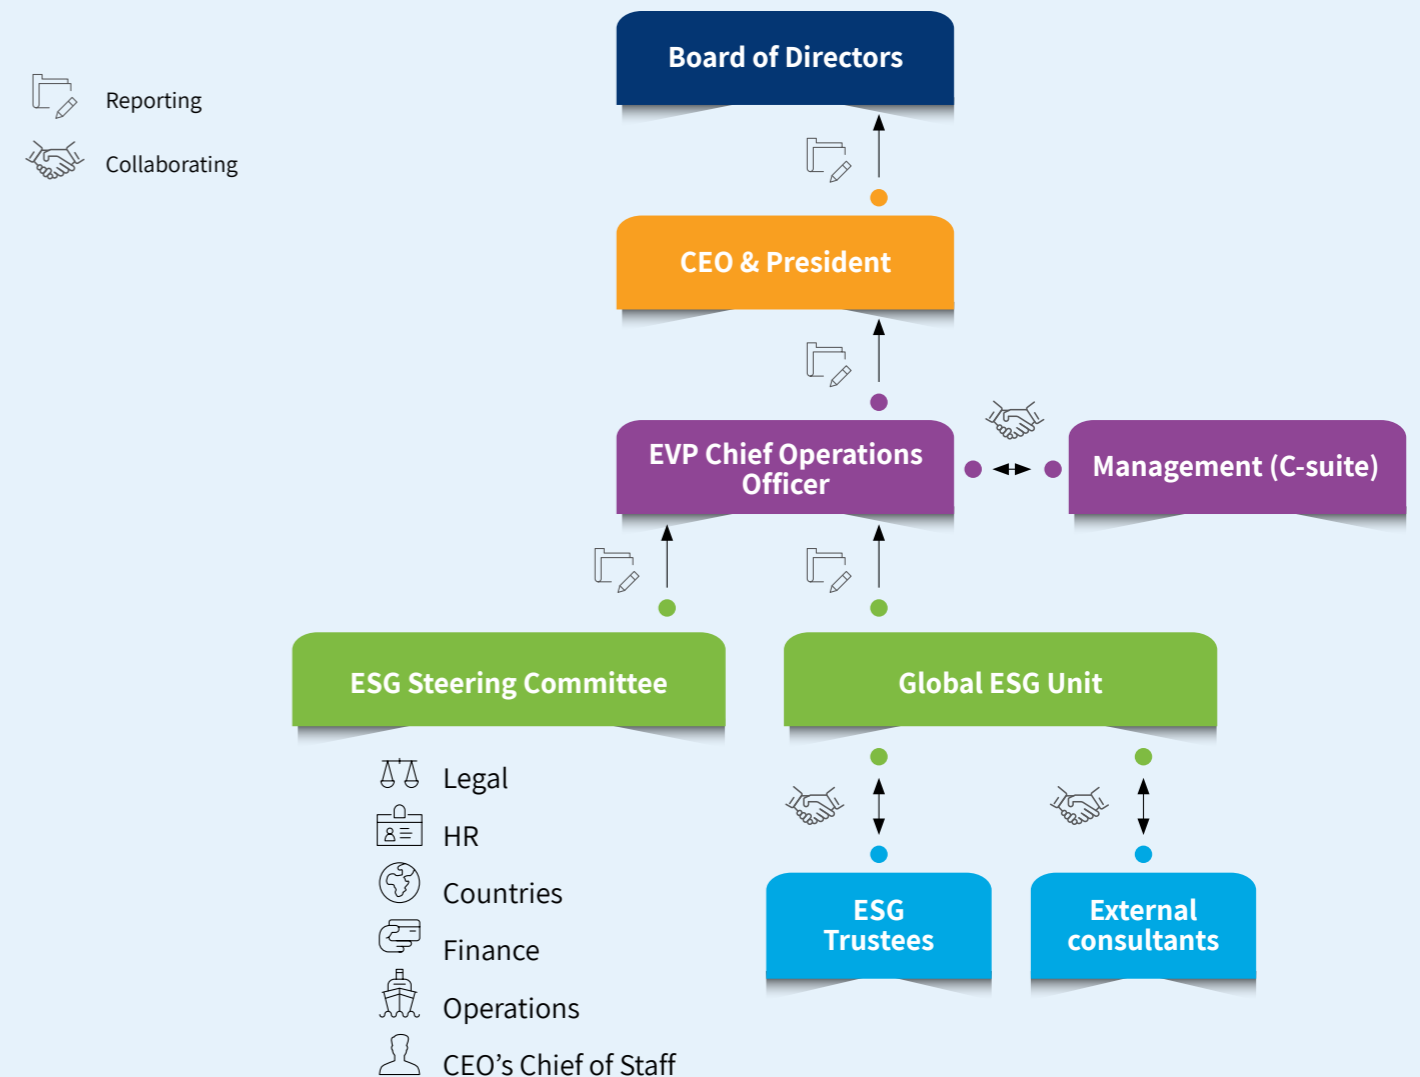 Board of Directors
Reporting
Collaborating
CEO & President
EVP Chief Operations
Officer
Management (C-suite)
ESG Steering Committee
Global ESG Unit
Legal
HR
Countries
Finance
Operations
CEO’s Chief of Staff
ESG
Trustees
External
consultants